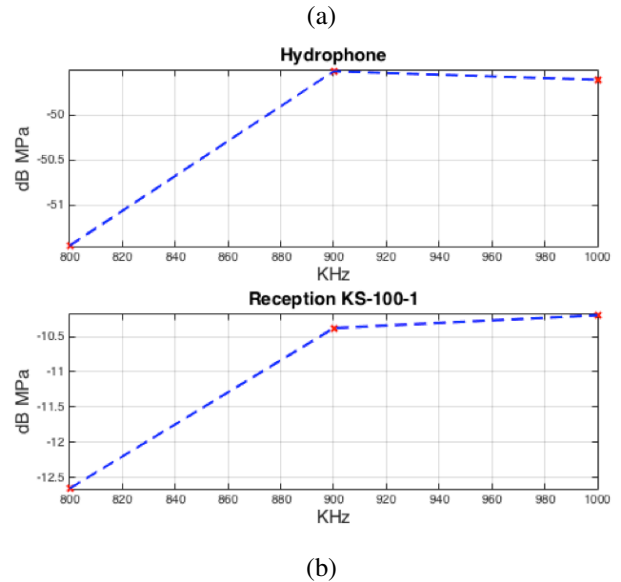 (a)
Hydrophone
-50
-50.5
-51
dB MPa
800 820 840 860 880 900 920 940 960 980 1000
KHz
Reception KS-100-1
-10.5
-11
-11.5
-12
-12.5
dB MPa
800 820 840 860 880 900 920 940 960 980 1000
KHz
(b)